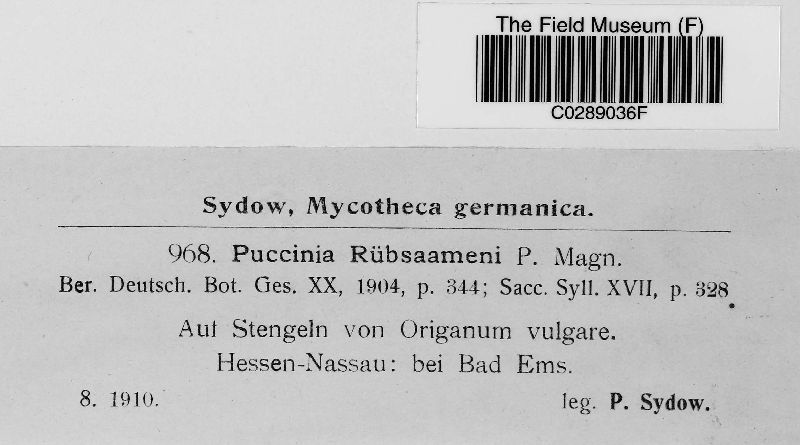 The Field Museum (F)
C0289036F
Sydow, Mycotheca germanica.
968. Puccinia Rübsaameni P. Magn.
Ber. Deutsch. Bot. Ges. XX, 1904, p. 344; Sacc. Syll. XVII, p. 328.
Auf Stengeln von Origanum vulgare.
Hessen-Nassau: bei Bad Ems.
8. 1910. leg. P. Sydow.